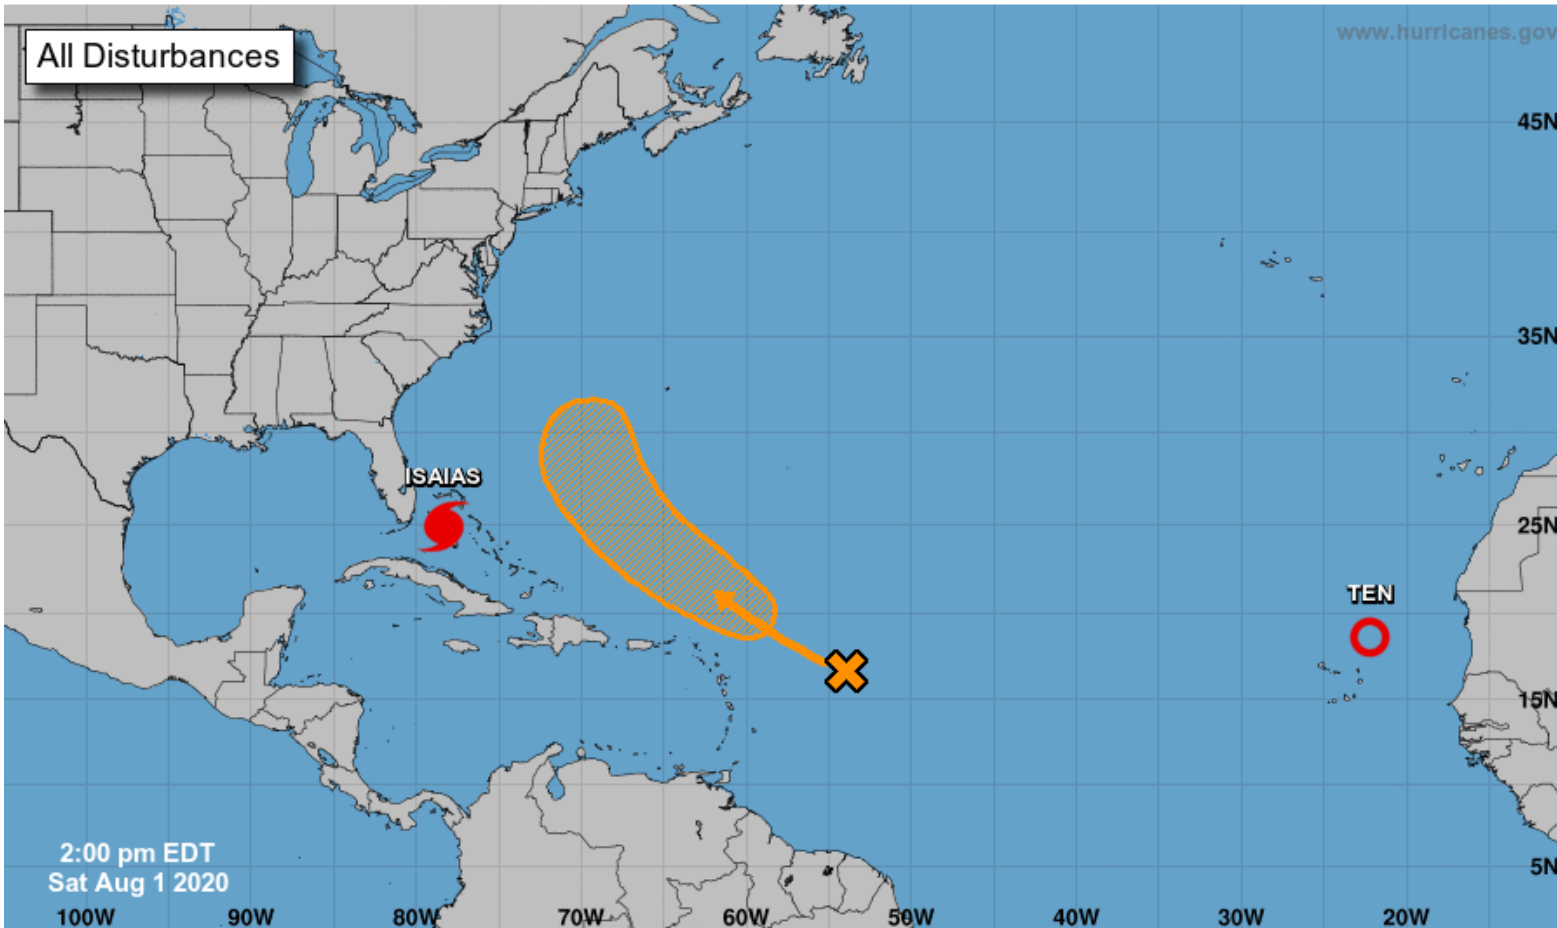 All Disturbances
www.hurricanes.gov
45N
35N
ISAIAS
25N
TEN
15N
2:00 pm EDT
Sat Aug 1 2020
5N
100W 90W 80W 70W 60W 50W 40W 30W 20W